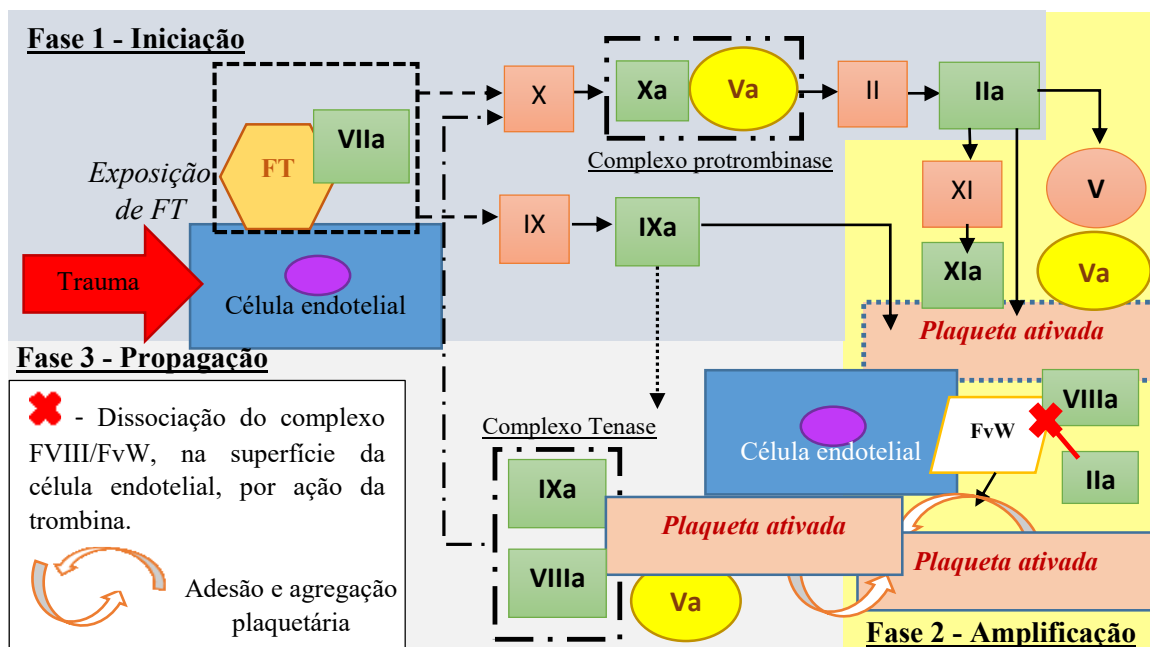 Fase 1 - Iniciação
Exposição
de FT
FT
VIIa
X
Xa
Va
II
IIa
Complexo protrombinase
IX
IXa
XI
XIa
V
Va
Trauma
Célula endotelial
Plaqueta ativada
Fase 3 - Propagação
- Dissociação do complexo
FVIII/FvW, na superfície da
célula endotelial, por ação da
trombina.
Adesão e agregação
plaquetária
Complexo Tenase
IXa
VIIIa
Plaqueta ativada
Va
Célula endotelial
FvW
VIIIa
IIa
Plaqueta ativada
Fase 2 - Amplificação